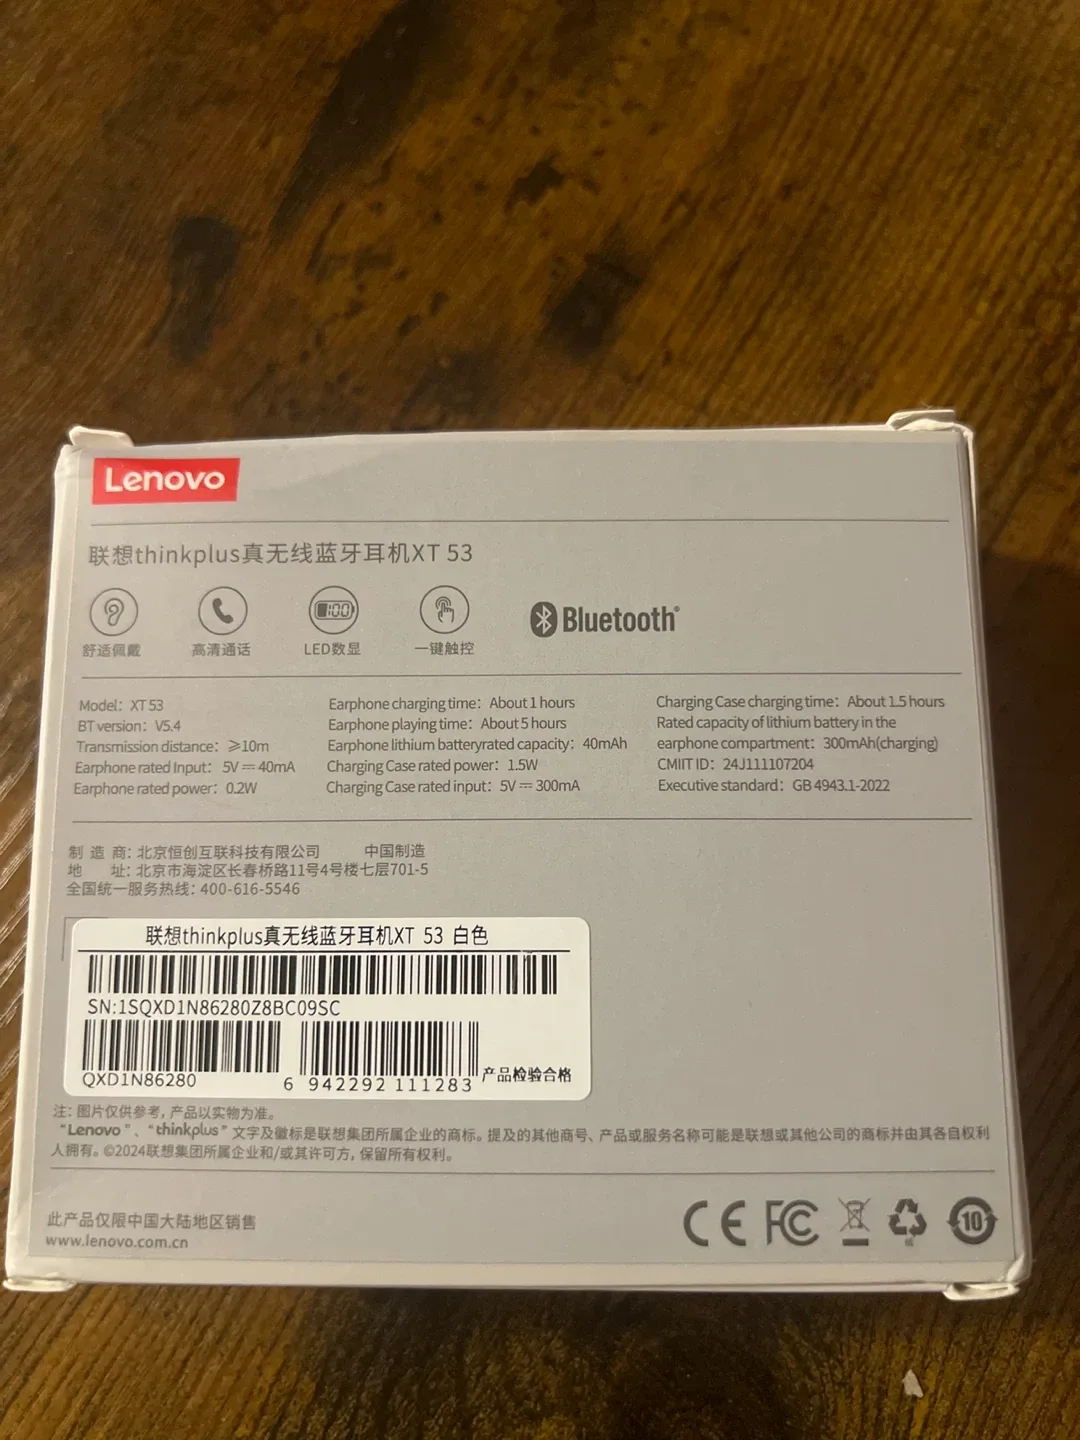 Lenovo
联想thinkplus真无线蓝牙耳机XT 53
舒适佩戴 高清通话 LED数显 一键触控
100
Bluetooth®
Model: XT 53
BT version: V5.4
Transmission distance: ≥10m
Earphone rated Input: 5V⎓40mA
Earphone rated power: 0.2W
Earphone charging time: About 1 hours
Earphone playing time: About 5 hours
Earphone lithium batteryrated capacity: 40mAh
Charging Case rated power: 1.5W
Charging Case rated input: 5V⎓300mA
Charging Case charging time: About 1.5 hours
Rated capacity of lithium battery in the
earphone compartment: 300mAh(charging)
CMIIT ID: 24J111107204
Executive standard: GB 4943.1-2022
制 造 商: 北京恒创互联科技有限公司 中国制造
地 址: 北京市海淀区长春桥路11号4号楼七层701-5
全国统一服务热线: 400-616-5546
联想thinkplus真无线蓝牙耳机XT 53 白色
SN:1SQXD1N86280Z8BC09SC
QXD1N86280
6 942292 111283
产品检验合格
注: 图片仅供参考, 产品以实物为准。
“Lenovo”、“thinkplus”文字及徽标是联想集团所属企业的商标。提及的其他商号、产品或服务名称可能是联想或其他公司的商标并由其各自权利
人拥有。©2024联想集团所属企业和/或其许可方, 保留所有权利。
此产品仅限中国大陆地区销售
www.lenovo.com.cn
CE FC 10